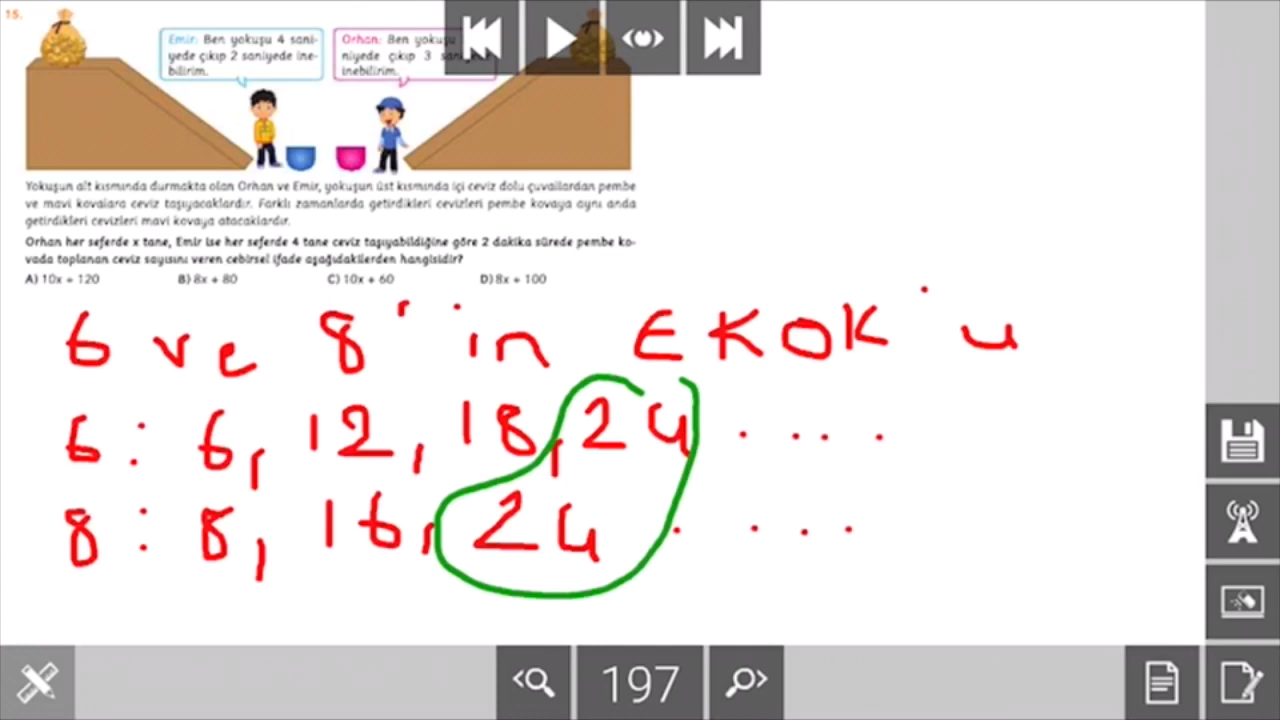 15.
Emir: Ben yokuşu 4 sani-
yede çıkıp 2 saniyede ine-
bilirim.
Orhan: Ben yokuşu
niyede çıkıp 3
inebilirim.
Yokuşun alt kısmında durmakta olan Orhan ve Emir, yokuşun üst kısmında içi ceviz dolu çuvallardan pembe
ve mavi kovalara ceviz taşıyacaklardır. Farklı zamanlarda getirdikleri cevizleri pembe kovaya aynı anda
getirdikleri cevizleri mavi kovaya atacaklardır.
Orhan her seferde x tane, Emir ise her seferde 4 tane ceviz taşıyabildiğine göre 2 dakika sürede pembe ko-
vada toplanan ceviz sayısını veren cebirsel ifade aşağıdakilerden hangisidir?
A) 10x + 120 B) 8x + 80 C) 10x + 60 D) 8x + 100
6 ve 8'in EKOK'u
6: 6, 12, 18, 24 ....
8: 8, 16, 24 ....
197